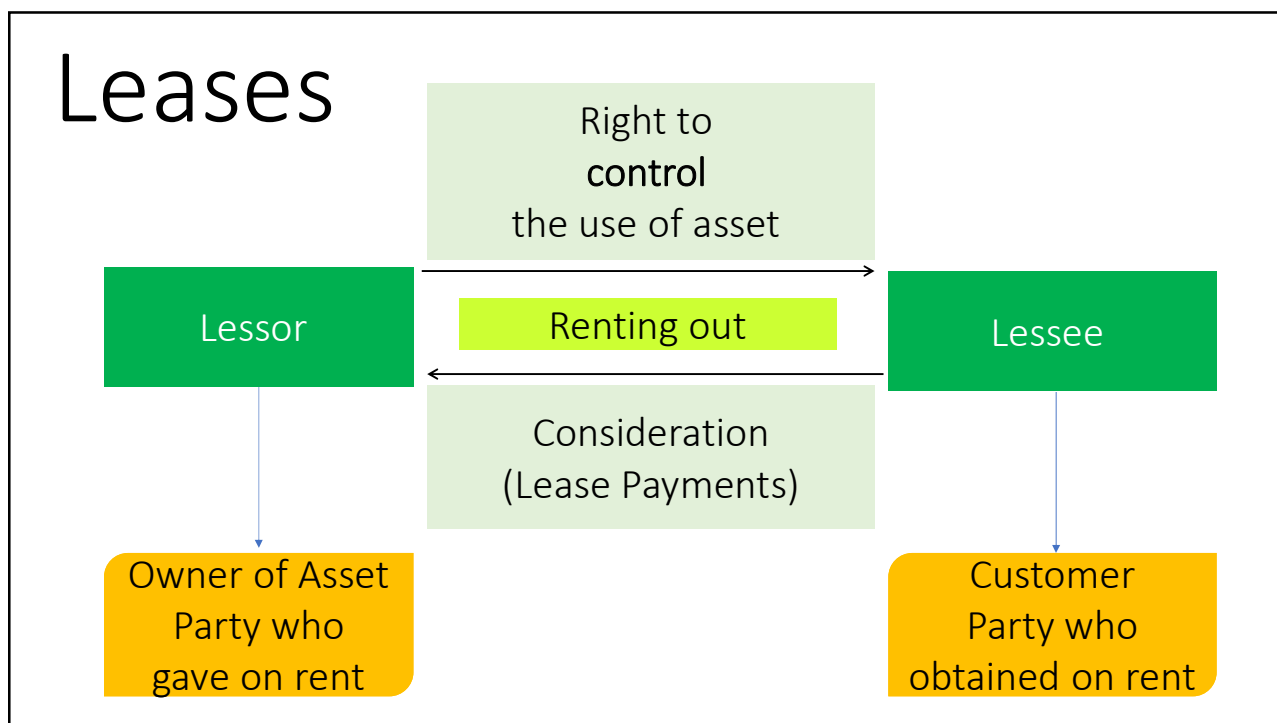 Leases
Right to
control
the use of asset
Lessor
Renting out
Lessee
Consideration
(Lease Payments)
Owner of Asset
Party who
gave on rent
Customer
Party who
obtained on rent